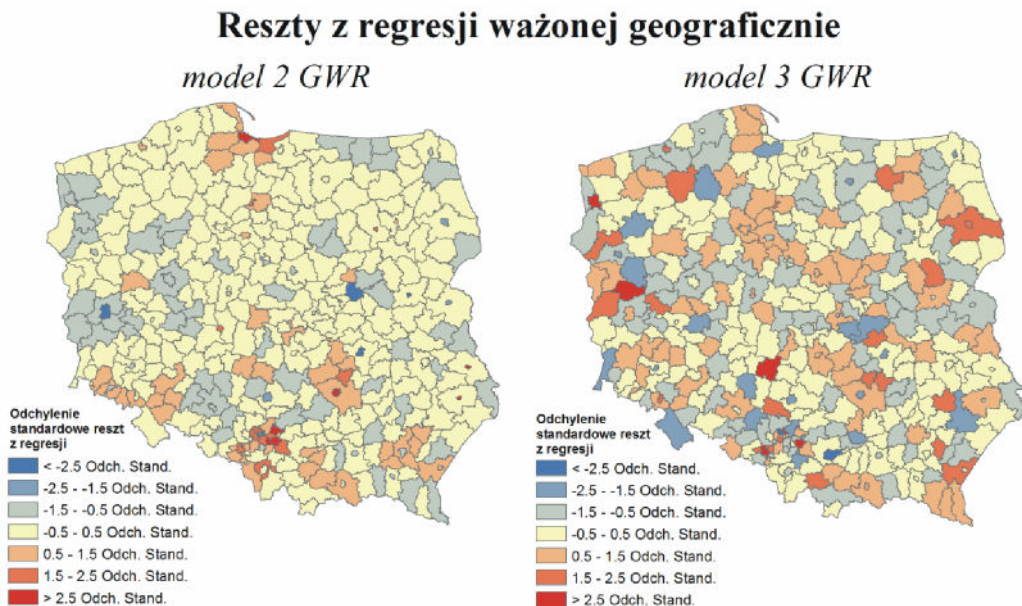 Reszty z regresji ważonej geograficznie
model 2 GWR
model 3 GWR
Odchylenie
standardowe reszt
z regresji
< -2.5 Odch. Stand.
-2.5 - -1.5 Odch. Stand.
-1.5 - -0.5 Odch. Stand.
-0.5 - 0.5 Odch. Stand.
0.5 - 1.5 Odch. Stand.
1.5 - 2.5 Odch. Stand.
> 2.5 Odch. Stand.
Odchylenie
standardowe reszt
z regresji
< -2.5 Odch. Stand.
-2.5 - -1.5 Odch. Stand.
-1.5 - -0.5 Odch. Stand.
-0.5 - 0.5 Odch. Stand.
0.5 - 1.5 Odch. Stand.
1.5 - 2.5 Odch. Stand.
> 2.5 Odch. Stand.